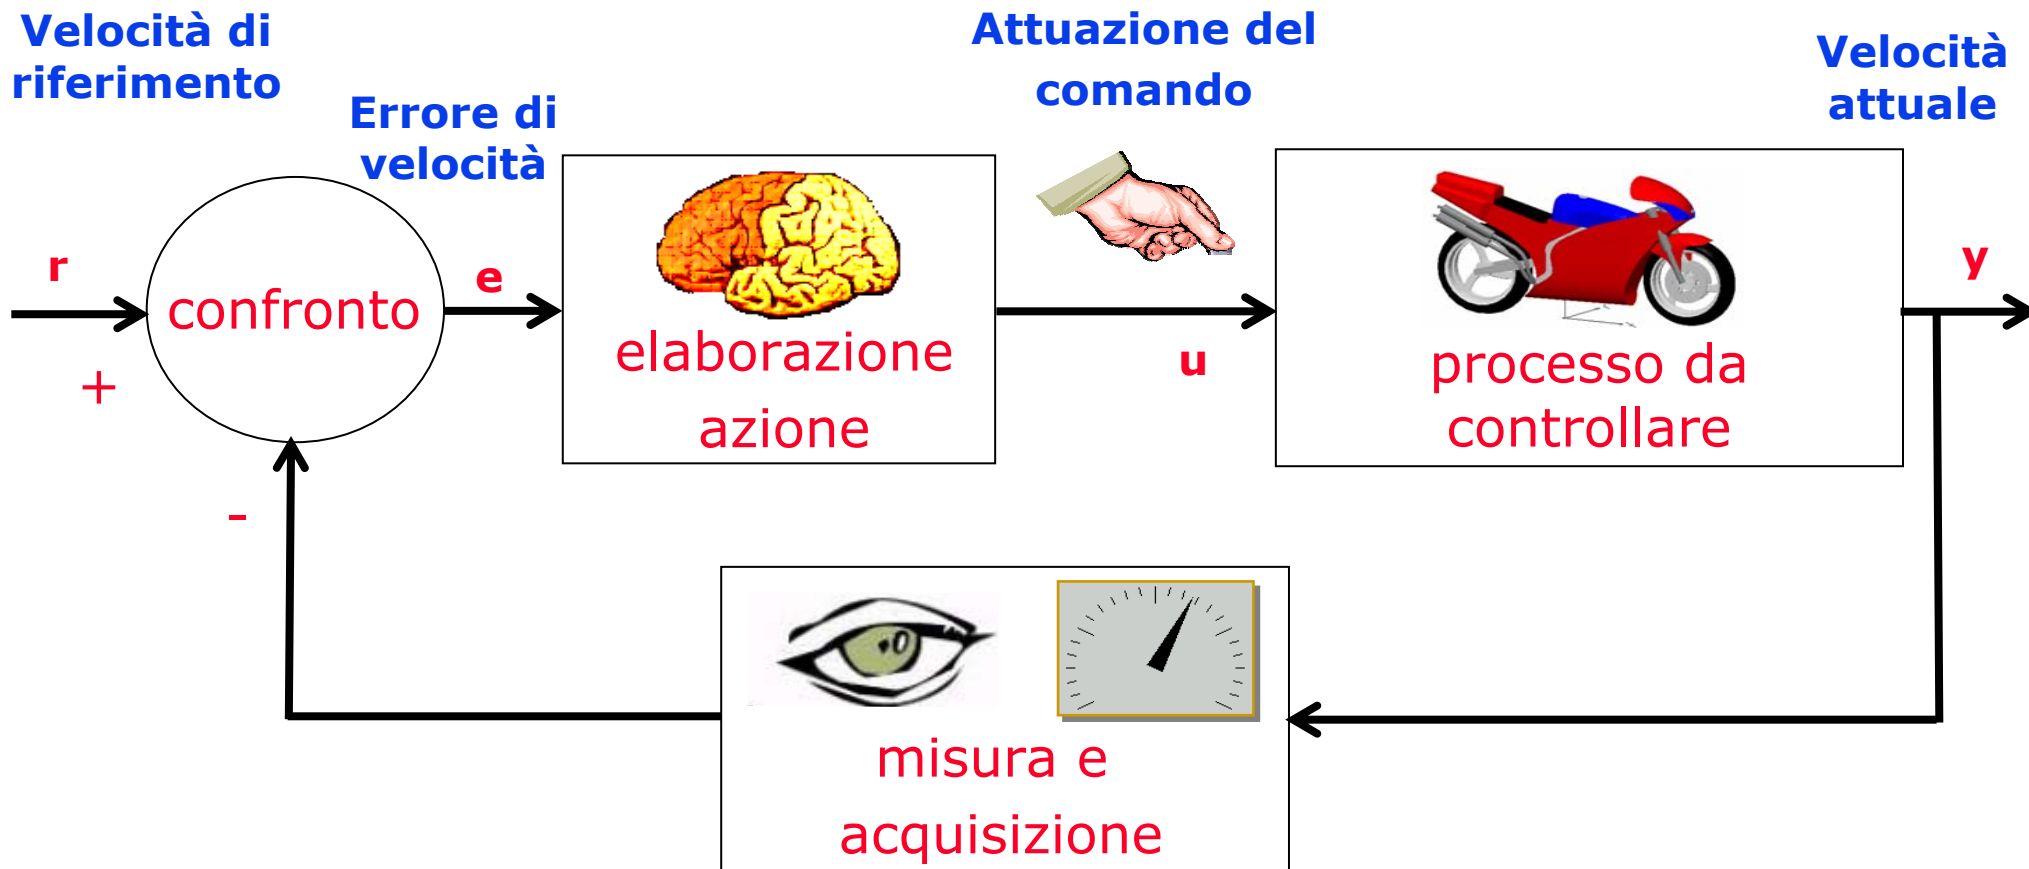 Velocità di
riferimento
Errore di
velocità
Attuazione del
comando
Velocità
attuale
r
+
confronto
-
e
elaborazione
azione
u
processo da
controllare
y
misura e
acquisizione